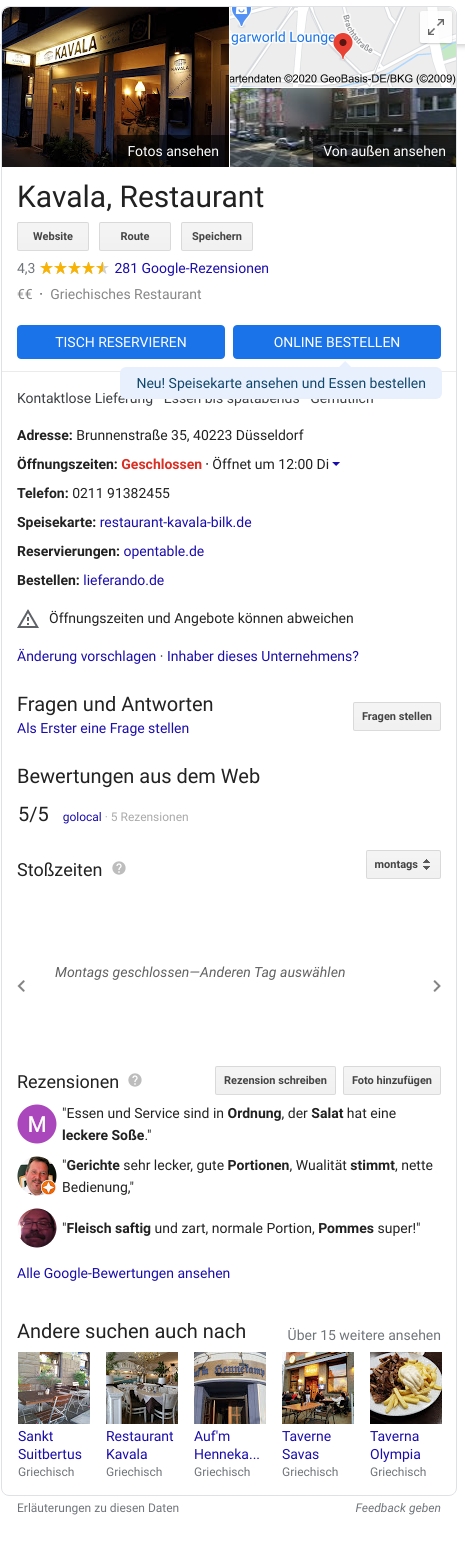 KAVALA
KAVALA
Fotos ansehen
garworld Lounge
Brachtstraße
artendaten ©2020 GeoBasis-DE/BKG (©2009)
Von außen ansehen
Kavala, Restaurant
Website Route Speichern
4,3 281 Google-Rezensionen
€€ · Griechisches Restaurant
TISCH RESERVIEREN ONLINE BESTELLEN
Neu! Speisekarte ansehen und Essen bestellen
Kontaktlose Lieferung · Essen bis spätabends · Gemütlich
Adresse: Brunnenstraße 35, 40223 Düsseldorf
Öffnungszeiten: Geschlossen · Öffnet um 12:00 Di
Telefon: 0211 91382455
Speisekarte: restaurant-kavala-bilk.de
Reservierungen: opentable.de
Bestellen: lieferando.de
Öffnungszeiten und Angebote können abweichen
Änderung vorschlagen · Inhaber dieses Unternehmens?
Fragen und Antworten
Als Erster eine Frage stellen
Fragen stellen
Bewertungen aus dem Web
5/5 golocal · 5 Rezensionen
Stoßzeiten ? montags
Montags geschlossen—Anderen Tag auswählen
Rezensionen ? Rezension schreiben Foto hinzufügen
M
"Essen und Service sind in Ordnung, der Salat hat eine
leckere Soße."
"Gerichte sehr lecker, gute Portionen, Wualität stimmt, nette
Bedienung,"
"Fleisch saftig und zart, normale Portion, Pommes super!"
Alle Google-Bewertungen ansehen
Andere suchen auch nach Über 15 weitere ansehen
Sankt
Suitbertus
Griechisch
Restaurant
Kavala
Griechisch
Auf'm
Henneka...
Griechisch
Taverne
Savas
Griechisch
Taverna
Olympia
Griechisch
Erläuterungen zu diesen Daten Feedback geben